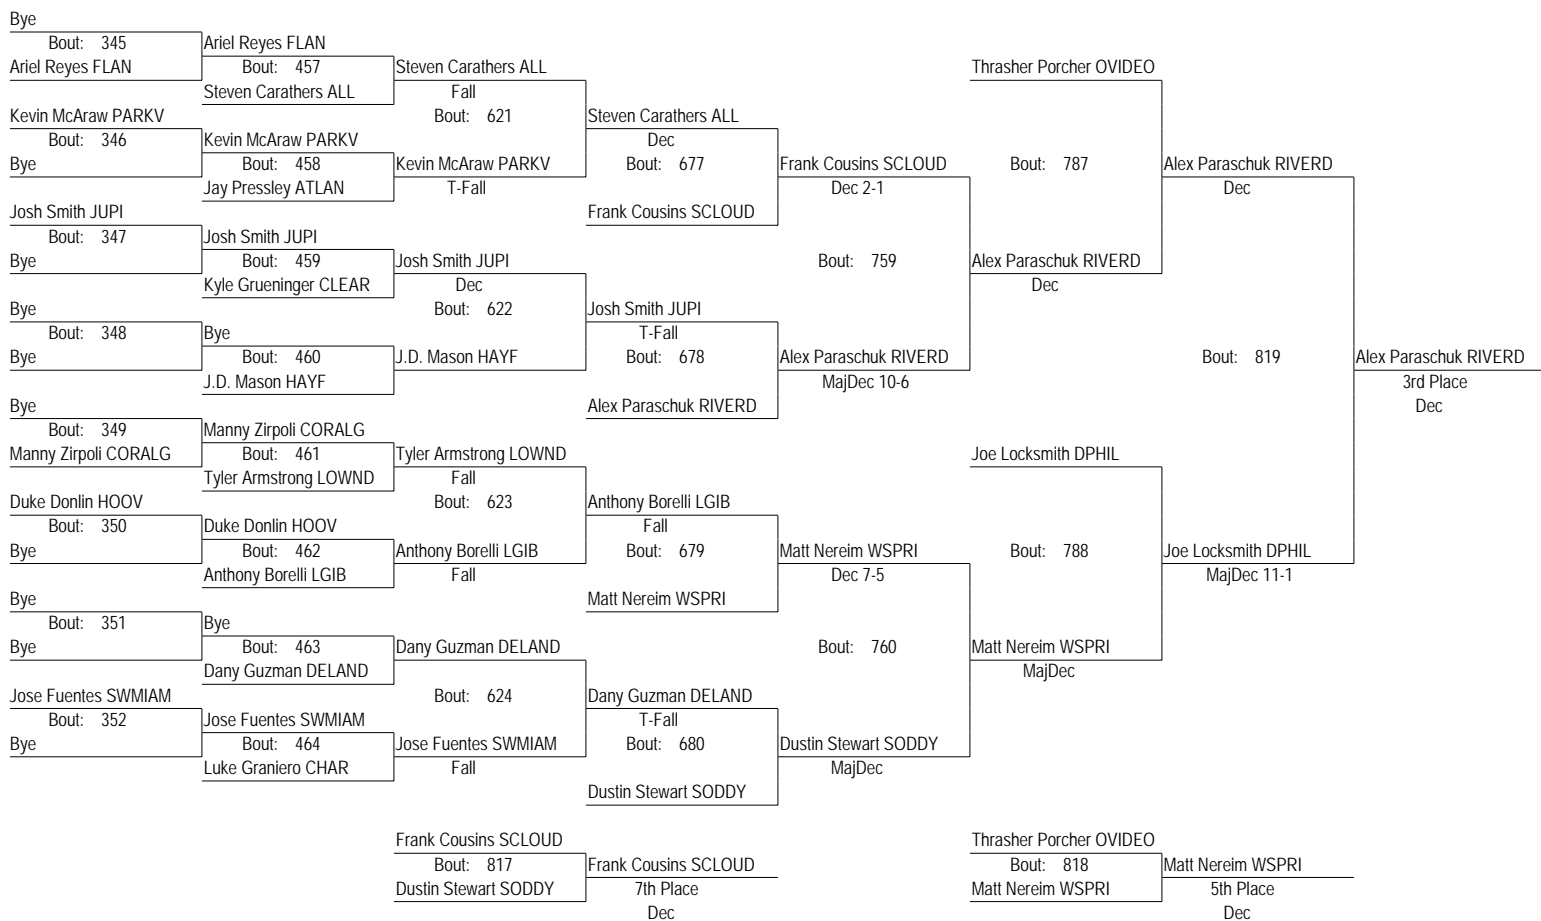 Bye
Bout: 345
Ariel Reyes FLAN
Ariel Reyes FLAN
Bout: 457
Steven Carathers ALL
Thrasher Porcher OVIDEO
Steven Carathers ALL
Fall
Kevin McAraw PARKV
Bout: 621
Steven Carathers ALL
Bout: 346
Kevin McAraw PARKV
Dec
Bye
Bout: 458
Kevin McAraw PARKV
Bout: 677
Frank Cousins SCLOUD
Bout: 787
Alex Paraschuk RIVERD
Jay Pressley ATLAN
T-Fall
Dec 2-1
Dec
Josh Smith JUPI
Frank Cousins SCLOUD
Bout: 347
Josh Smith JUPI
Bye
Bout: 459
Josh Smith JUPI
Bout: 759
Alex Paraschuk RIVERD
Kyle Grueninger CLEAR
Dec
Dec
Bye
Bout: 622
Josh Smith JUPI
Bout: 348
Bye
T-Fall
Bye
Bout: 460
J.D. Mason HAYF
Bout: 678
Alex Paraschuk RIVERD
Bout: 819
Alex Paraschuk RIVERD
J.D. Mason HAYF
MajDec 10-6
3rd Place
Bye
Alex Paraschuk RIVERD
Dec
Bout: 349
Manny Zirpoli CORALG
Manny Zirpoli CORALG
Bout: 461
Tyler Armstrong LOWND
Joe Locksmith DPHIL
Tyler Armstrong LOWND
Fall
Duke Donlin HOOV
Bout: 623
Anthony Borelli LGIB
Bout: 350
Duke Donlin HOOV
Fall
Bye
Bout: 462
Anthony Borelli LGIB
Bout: 679
Matt Nereim WSPRI
Bout: 788
Joe Locksmith DPHIL
Anthony Borelli LGIB
Fall
Dec 7-5
MajDec 11-1
Bye
Matt Nereim WSPRI
Bout: 351
Bye
Bye
Bout: 463
Dany Guzman DELAND
Bout: 760
Matt Nereim WSPRI
Dany Guzman DELAND
MajDec
Jose Fuentes SWMIAM
Bout: 624
Dany Guzman DELAND
Bout: 352
Jose Fuentes SWMIAM
T-Fall
Bye
Bout: 464
Jose Fuentes SWMIAM
Bout: 680
Dustin Stewart SODDY
Luke Graniero CHAR
Fall
MajDec
Dustin Stewart SODDY
Frank Cousins SCLOUD
Bout: 817
Frank Cousins SCLOUD
Dustin Stewart SODDY
7th Place
Dec
Thrasher Porcher OVIDEO
Bout: 818
Matt Nereim WSPRI
Matt Nereim WSPRI
5th Place
Dec